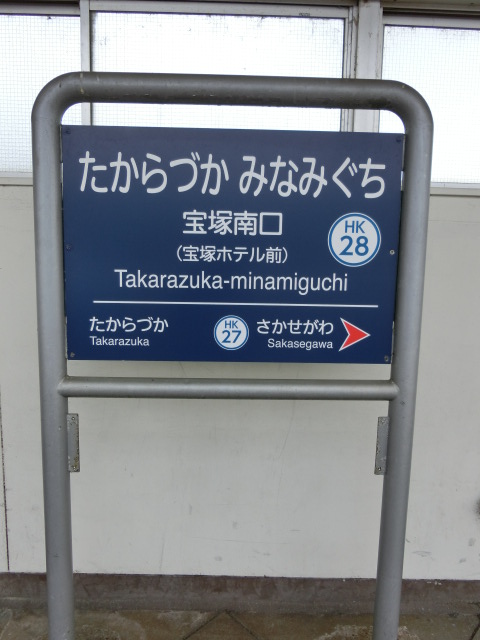 たからづか みなみぐち
宝塚南口
HK
28
(宝塚ホテル前)
Takarazuka-minamiguchi
たからづか
Takarazuka
HK
27
さかせがわ
Sakasegawa